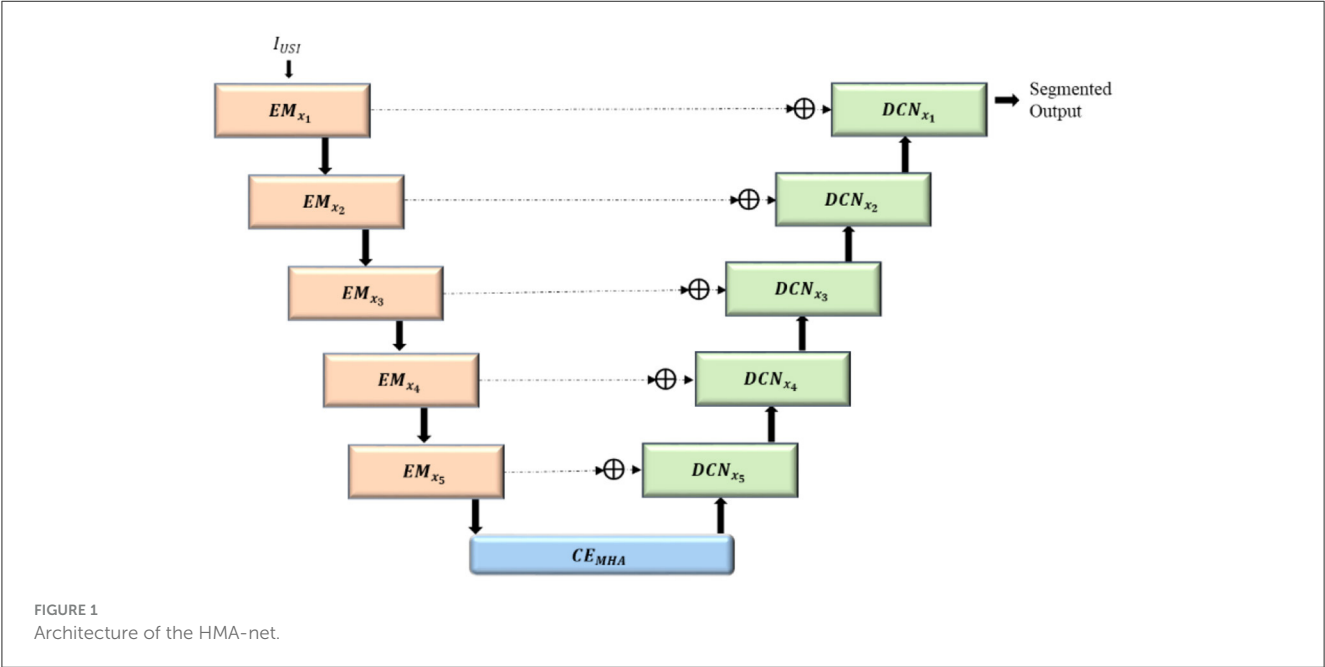 I_USI
EM_x1
DCN_x1
Segmented
Output
EM_x2
DCN_x2
EM_x3
DCN_x3
EM_x4
DCN_x4
EM_x5
DCN_x5
CE_MHA
FIGURE 1
Architecture of the HMA-net.